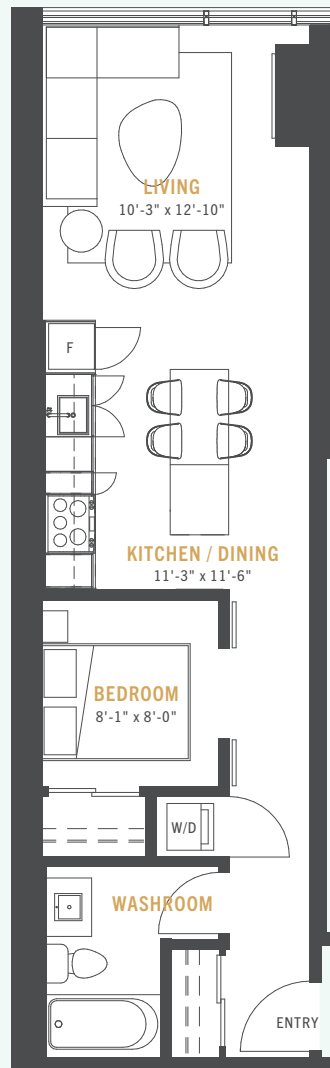 LIVING
10'-3" x 12'-10"
F
KITCHEN / DINING
11'-3" x 11'-6"
BEDROOM
8'-1" x 8'-0"
W/D
WASHROOM
ENTRY